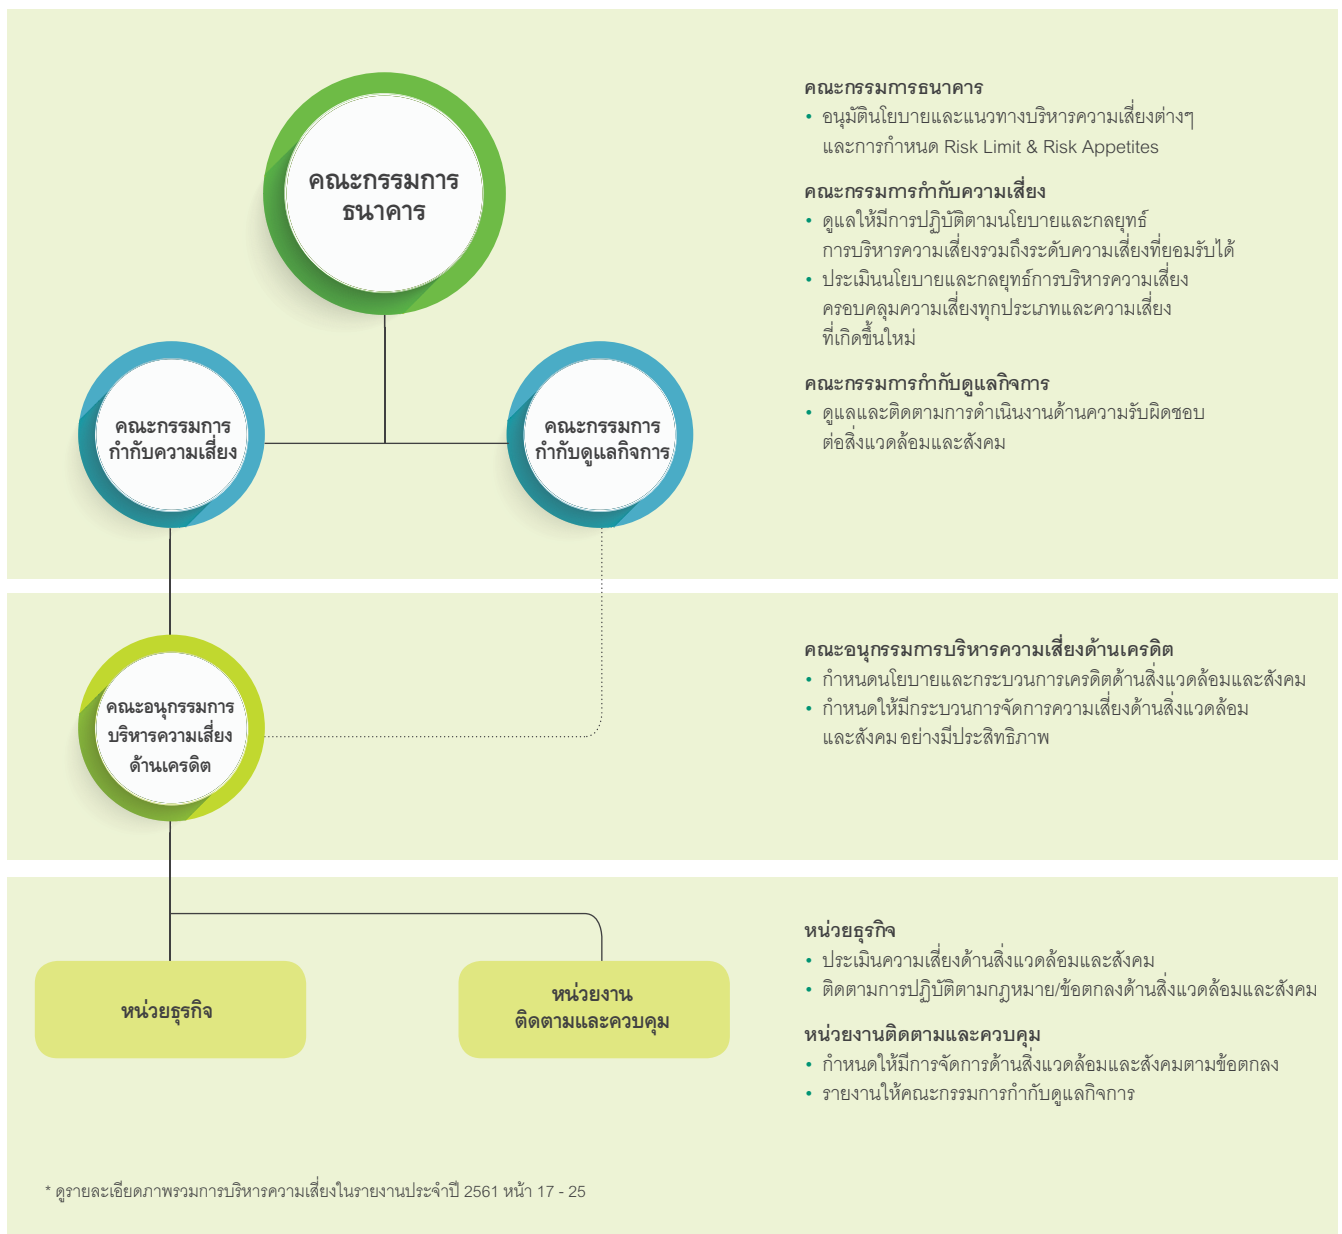 คณะกรรมการ
ธนาคาร
คณะกรรมการ
กำกับความเสี่ยง
คณะกรรมการ
กำกับดูแลกิจการ
คณะกรรมการธนาคาร
• อนุมัตินโยบายและแนวทางบริหารความเสี่ยงต่างๆ
และการกำหนด Risk Limit & Risk Appetites
คณะกรรมการกำกับความเสี่ยง
• ดูแลให้มีการปฏิบัติตามนโยบายและกลยุทธ์
การบริหารความเสี่ยงรวมถึงระดับความเสี่ยงที่ยอมรับได้
• ประเมินนโยบายและกลยุทธ์การบริหารความเสี่ยง
ครอบคลุมความเสี่ยงทุกประเภทและความเสี่ยง
ที่เกิดขึ้นใหม่
คณะกรรมการกำกับดูแลกิจการ
• ดูแลและติดตามการดำเนินงานด้านความรับผิดชอบ
ต่อสิ่งแวดล้อมและสังคม
คณะอนุกรรมการ
บริหารความเสี่ยง
ด้านเครดิต
คณะอนุกรรมการบริหารความเสี่ยงด้านเครดิต
• กำหนดนโยบายและกระบวนการเครดิตด้านสิ่งแวดล้อมและสังคม
• กำหนดให้มีกระบวนการจัดการความเสี่ยงด้านสิ่งแวดล้อม
และสังคม อย่างมีประสิทธิภาพ
หน่วยธุรกิจ
หน่วยงาน
ติดตามและควบคุม
หน่วยธุรกิจ
• ประเมินความเสี่ยงด้านสิ่งแวดล้อมและสังคม
• ติดตามการปฏิบัติตามกฎหมาย/ข้อตกลงด้านสิ่งแวดล้อมและสังคม
หน่วยงานติดตามและควบคุม
• กำหนดให้มีการจัดการด้านสิ่งแวดล้อมและสังคมตามข้อตกลง
• รายงานให้คณะกรรมการกำกับดูแลกิจการ
* ดูรายละเอียดภาพรวมการบริหารความเสี่ยงในรายงานประจำปี 2561 หน้า 17 - 25